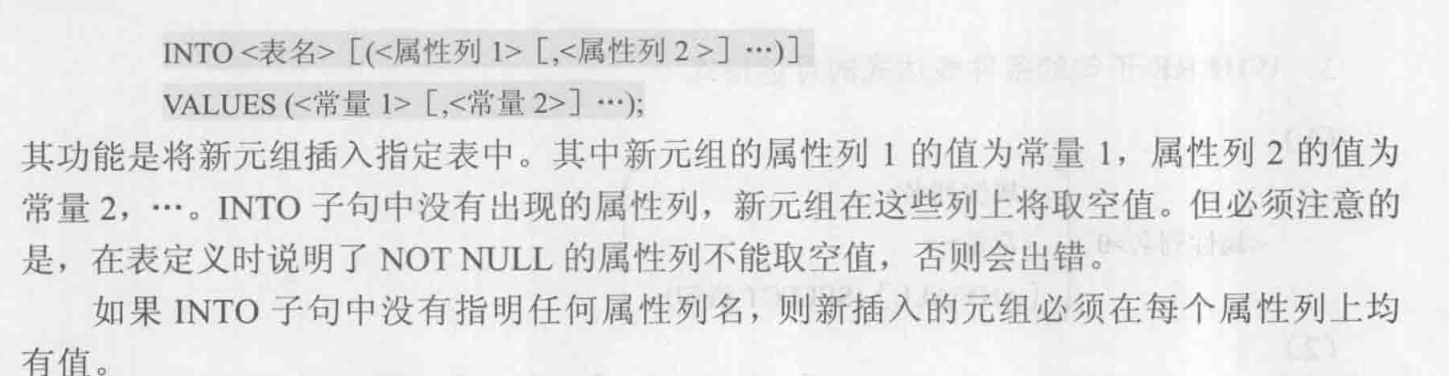 INTO <表名> [(<属性列 1> [,<属性列 2 >] …)]
VALUES (<常量 1> [,<常量 2>] …);
其功能是将新元组插入指定表中。其中新元组的属性列 1 的值为常量 1，属性列 2 的值为
常量 2，…。INTO 子句中没有出现的属性列，新元组在这些列上将取空值。但必须注意的
是，在表定义时说明了 NOT NULL 的属性列不能取空值，否则会出错。
如果 INTO 子句中没有指明任何属性列名，则新插入的元组必须在每个属性列上均
有值。